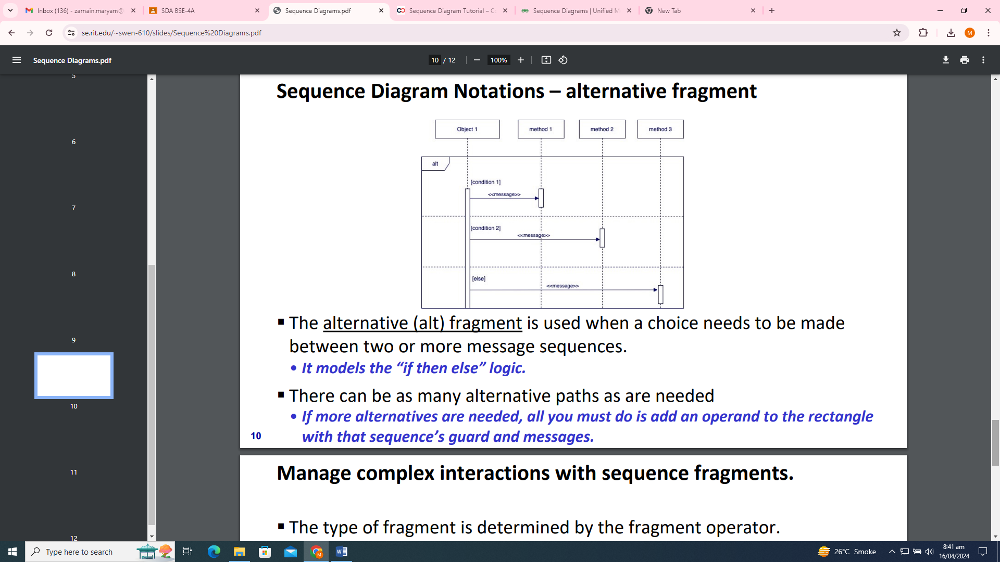 Inbox (136) - zarnain.maryam@
SDA BSE-4A
Sequence Diagrams.pdf
Sequence Diagram Tutorial – C
Sequence Diagrams | Unified M
New Tab
se.rit.edu/~swen-610/slides/Sequence%20Diagrams.pdf
M
Sequence Diagrams.pdf
10 / 12
100%
5
6
7
8
9
10
11
12
Sequence Diagram Notations – alternative fragment
Object 1
method 1
method 2
method 3
alt
[condition 1]
<<message>>
[condition 2]
<<message>>
[else]
<<message>>
▪ The alternative (alt) fragment is used when a choice needs to be made
between two or more message sequences.
• It models the “if then else” logic.
▪ There can be as many alternative paths as are needed
• If more alternatives are needed, all you must do is add an operand to the rectangle
with that sequence’s guard and messages.
10
Manage complex interactions with sequence fragments.
▪ The type of fragment is determined by the fragment operator.
Type here to search
M
26°C Smoke
8:41 am
16/04/2024